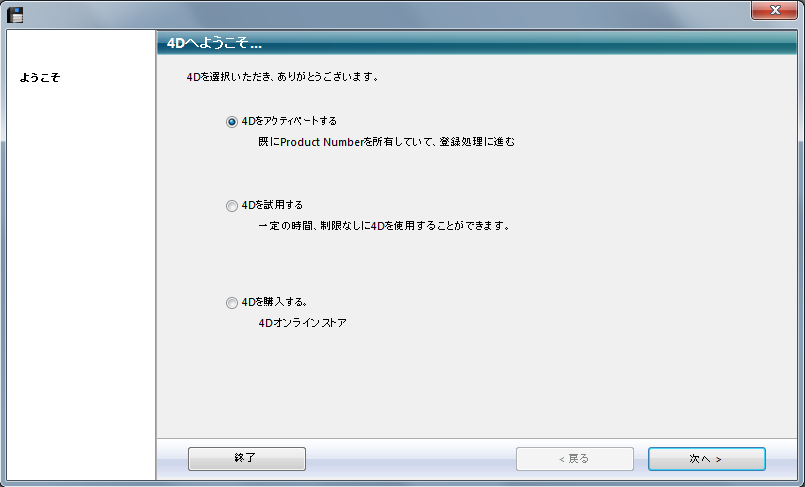 4Dへようこそ...
ようこそ
4Dを選択いただき、ありがとうございます。
4Dをアクティベートする
既にProduct Numberを所有していて、登録処理に進む
4Dを試用する
一定の時間、制限なしに4Dを使用することができます。
4Dを購入する。
4Dオンラインストア
終了
< 戻る
次へ >